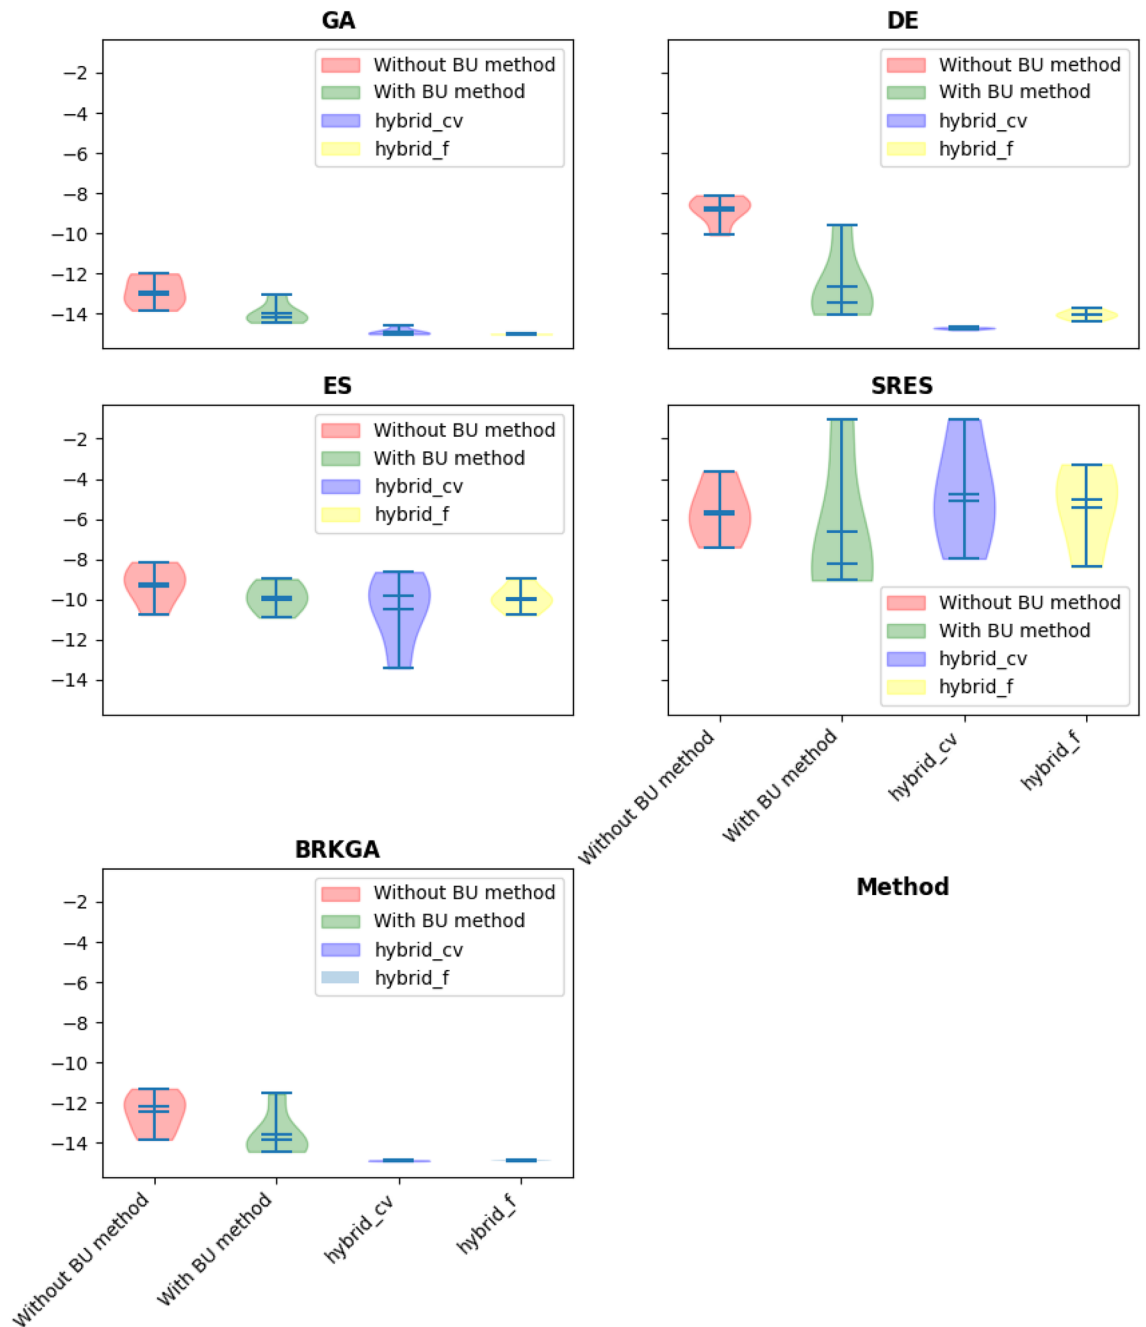 GA
−2
−4
−6
−8
−10
−12
−14
Without BU method
With BU method
hybrid_cv
hybrid_f
DE
Without BU method
With BU method
hybrid_cv
hybrid_f
ES
−2
−4
−6
−8
−10
−12
−14
Without BU method
With BU method
hybrid_cv
hybrid_f
SRES
Without BU method
With BU method
hybrid_cv
hybrid_f
Without BU method
With BU method
hybrid_cv
hybrid_f
BRKGA
−2
−4
−6
−8
−10
−12
−14
Without BU method
With BU method
hybrid_cv
hybrid_f
Without BU method
With BU method
hybrid_cv
hybrid_f
Method